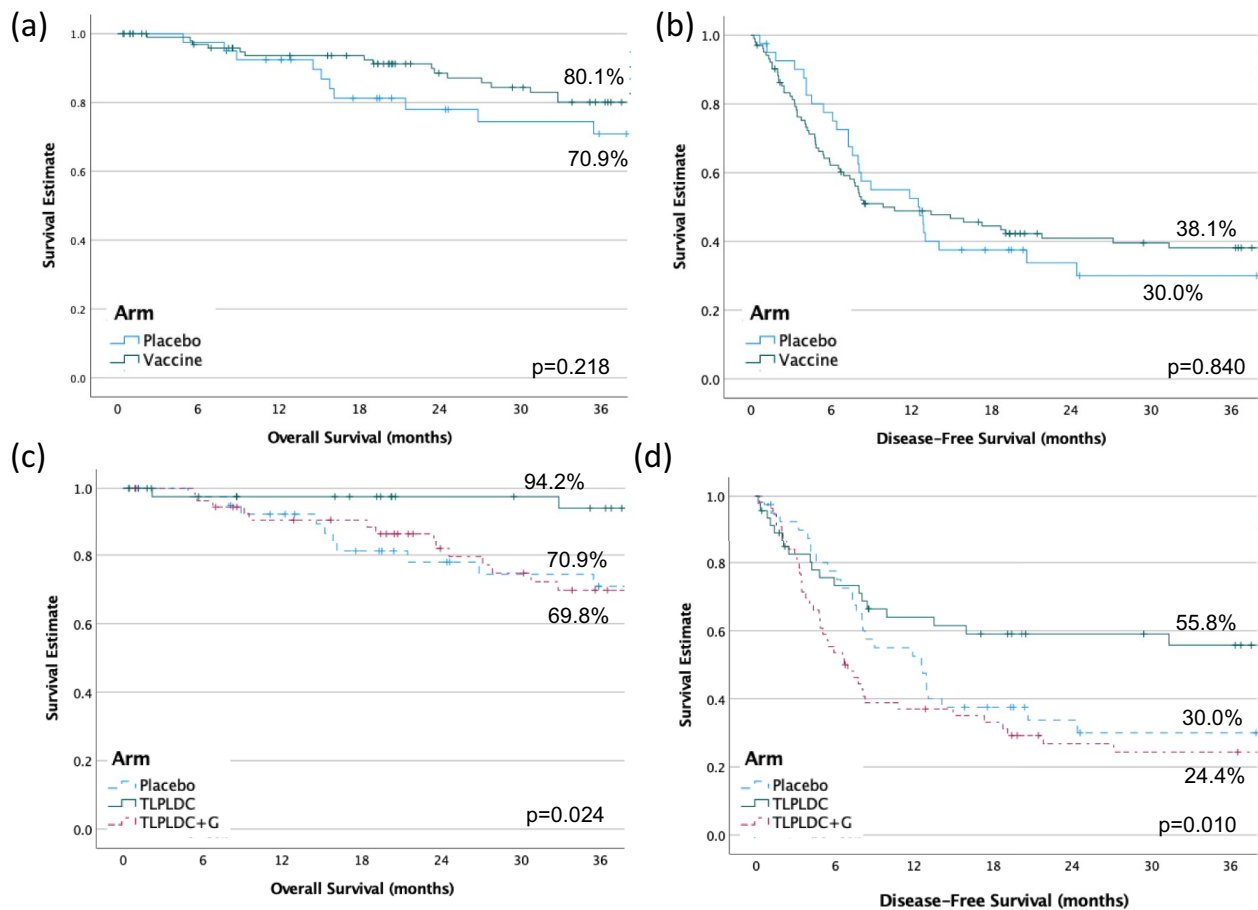 (a)
1.0
0.8
0.6
0.4
0.2
0.0
Survival Estimate
80.1%
70.9%
Arm
Placebo
Vaccine
p=0.218
0 6 12 18 24 30 36
Overall Survival (months)
(b)
1.0
0.8
0.6
0.4
0.2
0.0
Survival Estimate
38.1%
30.0%
Arm
Placebo
Vaccine
p=0.840
0 6 12 18 24 30 36
Disease-Free Survival (months)
(c)
1.0
0.8
0.6
0.4
0.2
0.0
Survival Estimate
94.2%
70.9%
69.8%
Arm
Placebo
TLPLDC
TLPLDC+G
p=0.024
0 6 12 18 24 30 36
Overall Survival (months)
(d)
1.0
0.8
0.6
0.4
0.2
0.0
Survival Estimate
55.8%
30.0%
24.4%
Arm
Placebo
TLPLDC
TLPLDC+G
p=0.010
0 6 12 18 24 30 36
Disease-Free Survival (months)